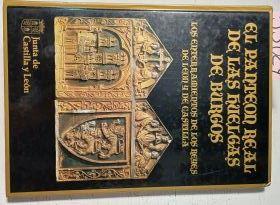 EL PANTEON REAL
DE LAS HUELGAS
DE BURGOS
LOS ENTERRAMIENTOS DE LOS REYES
DE LEON Y DE CASTILLA
Junta de
Castilla y León